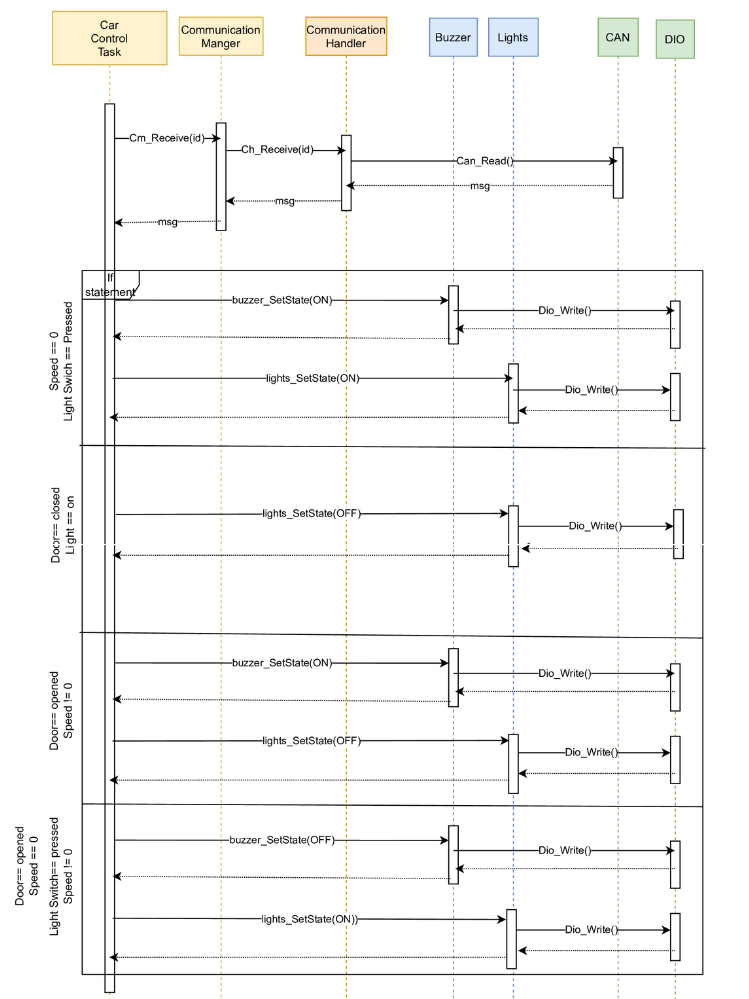 Car
Control
Task
Communication
Manger
Communication
Handler
Buzzer
Lights
CAN
DIO
Cm_Receive(id)
Ch_Receive(id)
Can_Read()
msg
msg
msg
If
statement
Speed == 0
Light Swich == Pressed
buzzer_SetState(ON)
Dio_Write()
lights_SetState(ON)
Dio_Write()
Door== closed
Light == on
lights_SetState(OFF)
Dio_Write()
Door== opened
Speed != 0
buzzer_SetState(ON)
Dio_Write()
lights_SetState(OFF)
Dio_Write()
Door== opened
Speed == 0
Light Switch== pressed
Speed != 0
buzzer_SetState(OFF)
Dio_Write()
lights_SetState(ON))
Dio_Write()